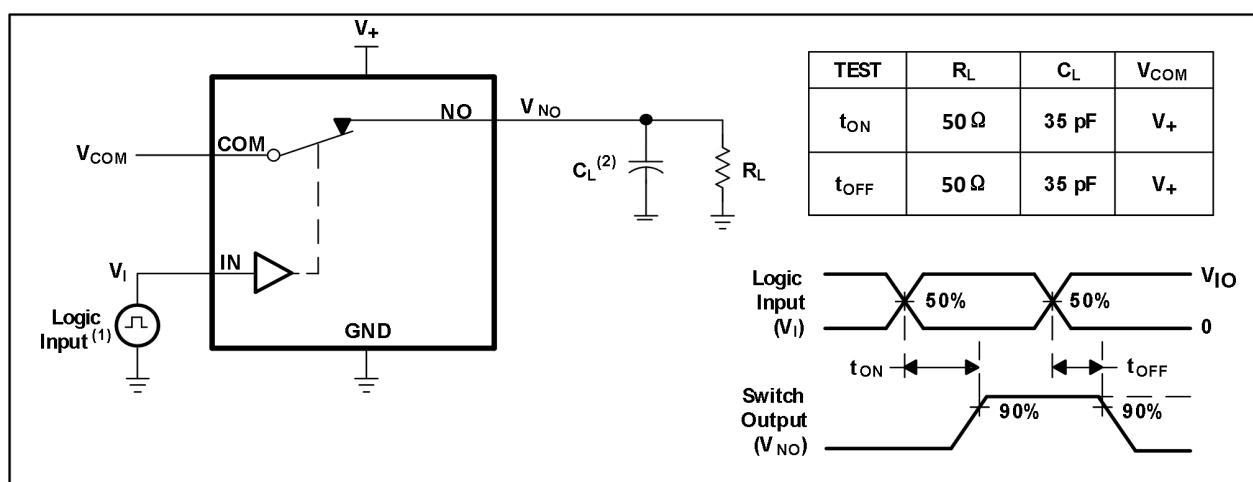 V+
NO
VNO
COM
VCOM
CL(2)
RL
VI
IN
Logic
Input(1)
GND
TEST RL CL VCOM
tON 50 Ω 35 pF V+
tOFF 50 Ω 35 pF V+
Logic
Input
(VI)
50%
50%
VIO
0
tON
tOFF
Switch
Output
(VNO)
90%
90%